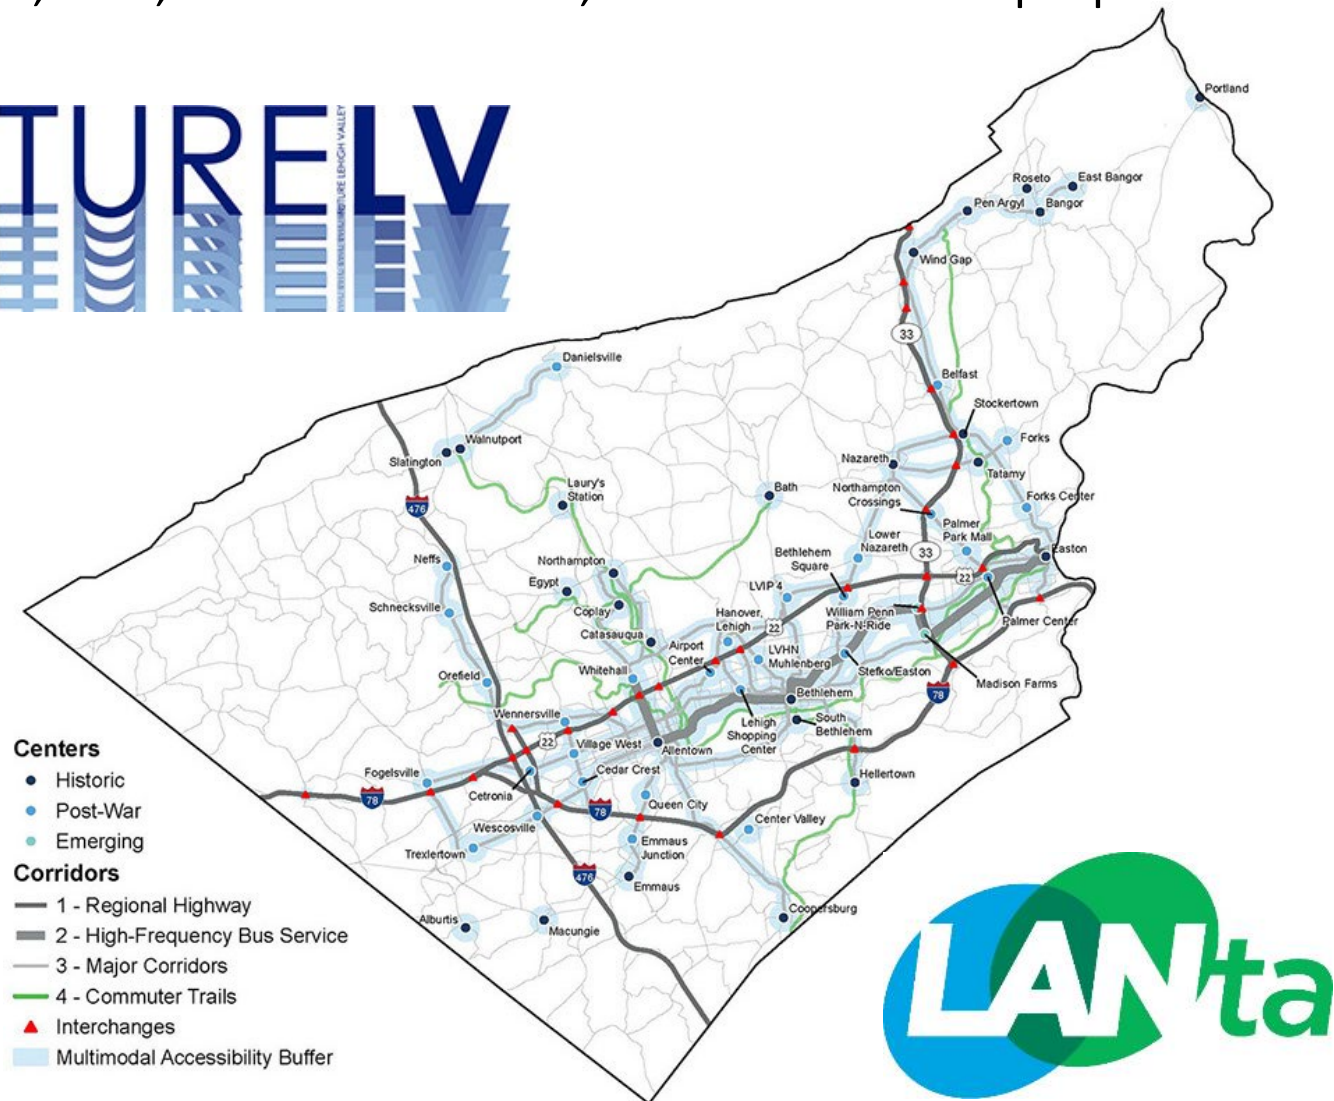 TURELV
Portland
Roseto
East Bangor
Pen Argyl
Bangor
Wind Gap
33
Danielsville
Belfast
Stockertown
Walnutport
Slatington
Forks
Nazareth
Tatamy
Laury's
Station
Bath
Northampton
Crossings
Forks Center
476
Palmer
Park Mall
Lower
Nazareth
33
Easton
Bethlehem
Square
Neffs
Northampton
22
Egypt
LVIP 4
Schnecksville
Coplay
Hanover,
Lehigh
William Penn
Park-N-Ride
22
Palmer Center
Catasauqua
Airport
Center
LVHN
Muhlenberg
Whitehall
Stefko/Easton
Orefield
Madison Farms
78
Bethlehem
Wennersville
Lehigh
Shopping
Center
South
Bethlehem
22
Village West
Allentown
Fogelsville
Cedar Crest
Hellertown
Cetronia
78
78
Queen City
Center Valley
Wescosville
Trexlertown
Emmaus
Junction
476
Emmaus
Coopersburg
Alburtis
Macungie
Centers
Historic
Post-War
Emerging
Corridors
1 - Regional Highway
2 - High-Frequency Bus Service
3 - Major Corridors
4 - Commuter Trails
Interchanges
Multimodal Accessibility Buffer
LANta